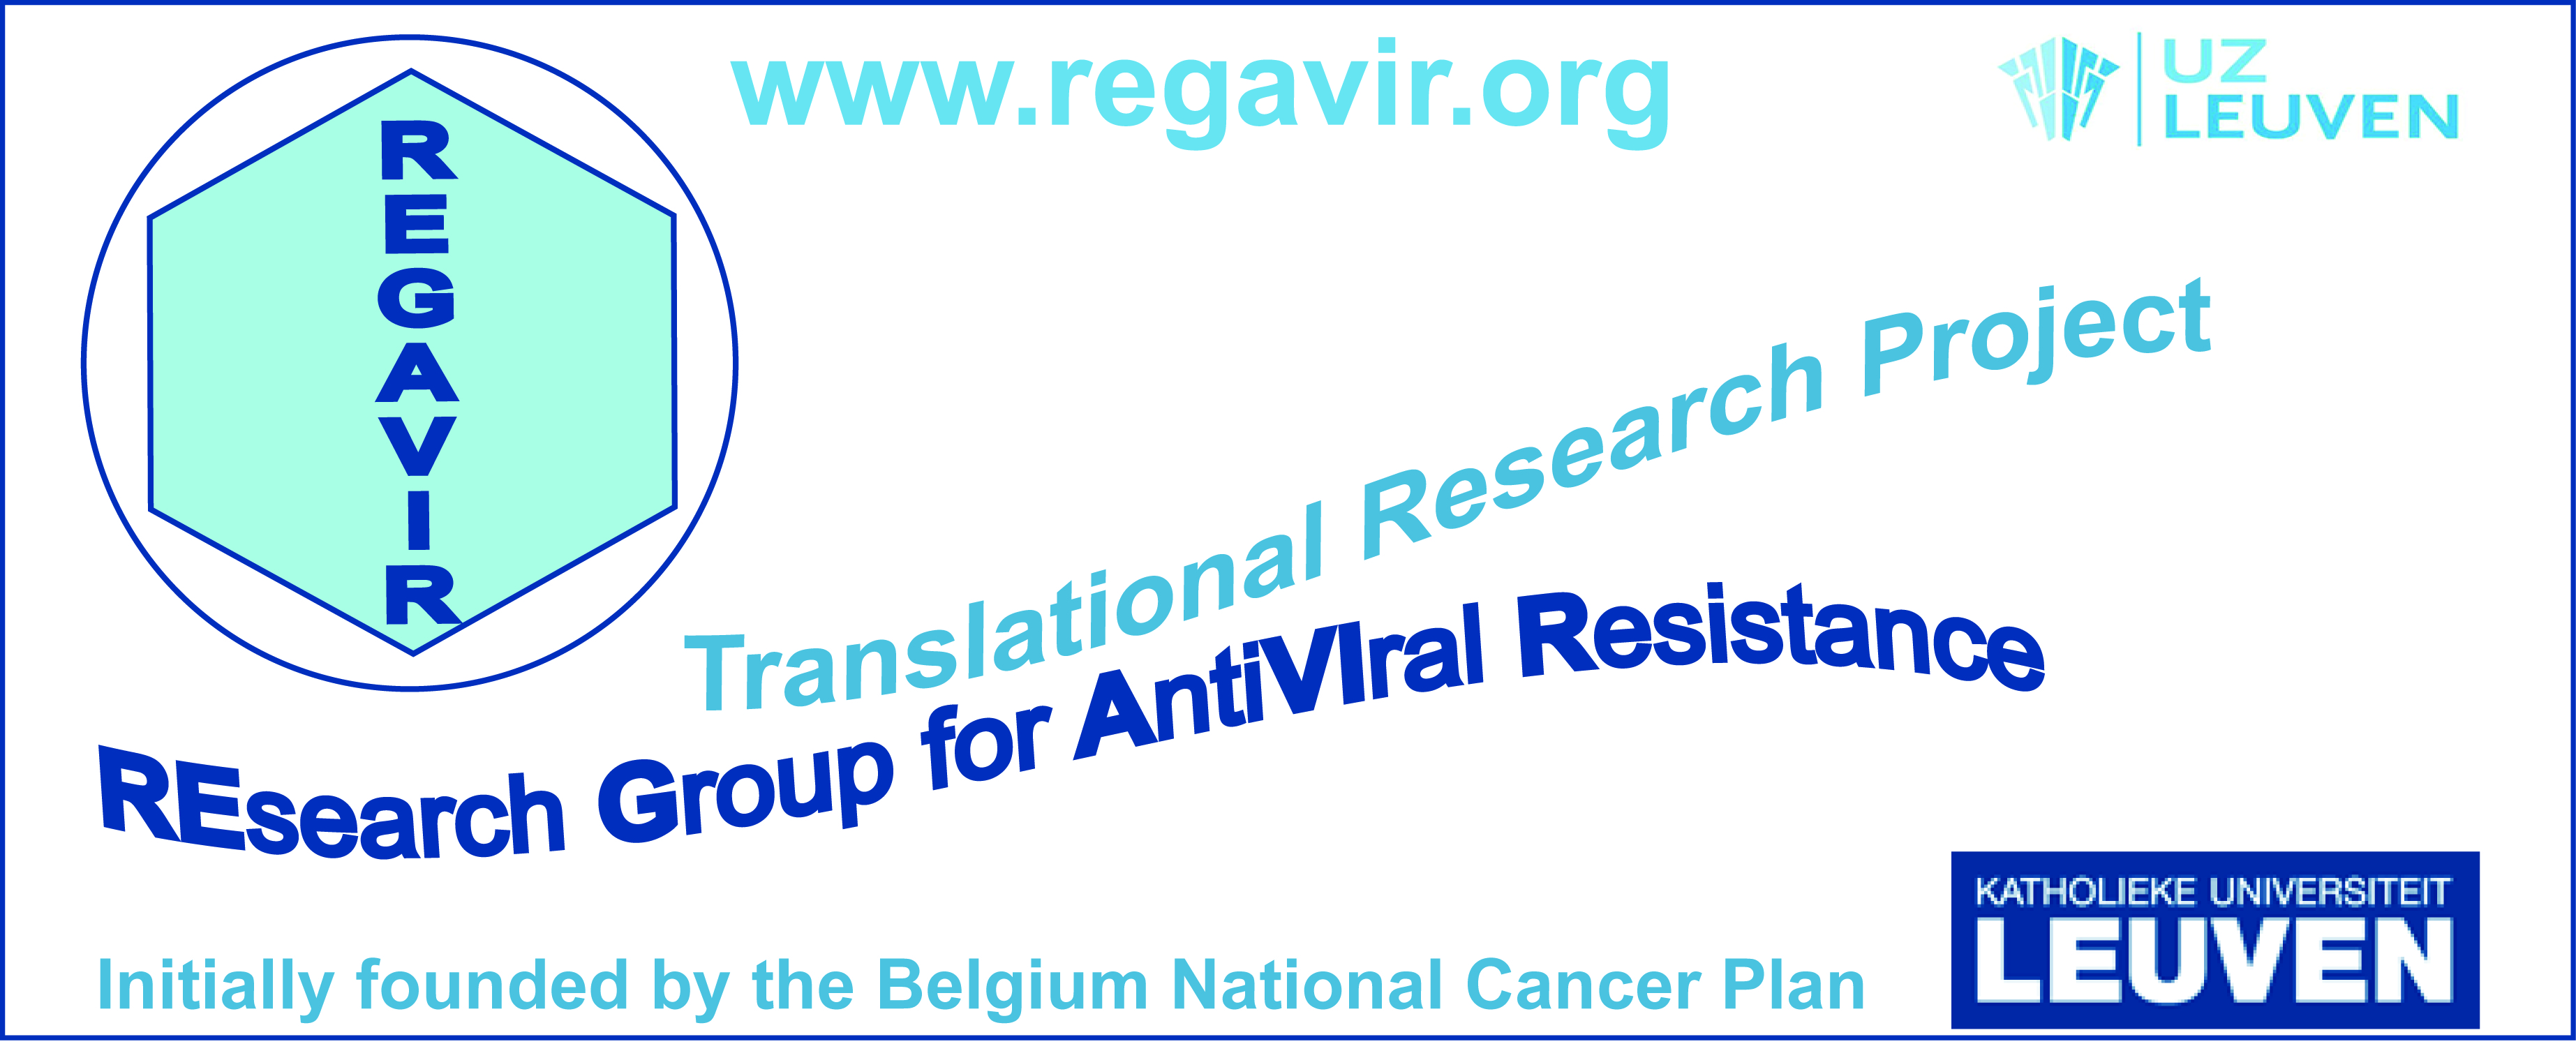 REGAVIR
www.regavir.org
UZ
LEUVEN
Translational Research Project
REsearch Group for AntiVIral Resistance
Initially founded by the Belgium National Cancer Plan
KATHOLIEKE UNIVERSITEIT
LEUVEN